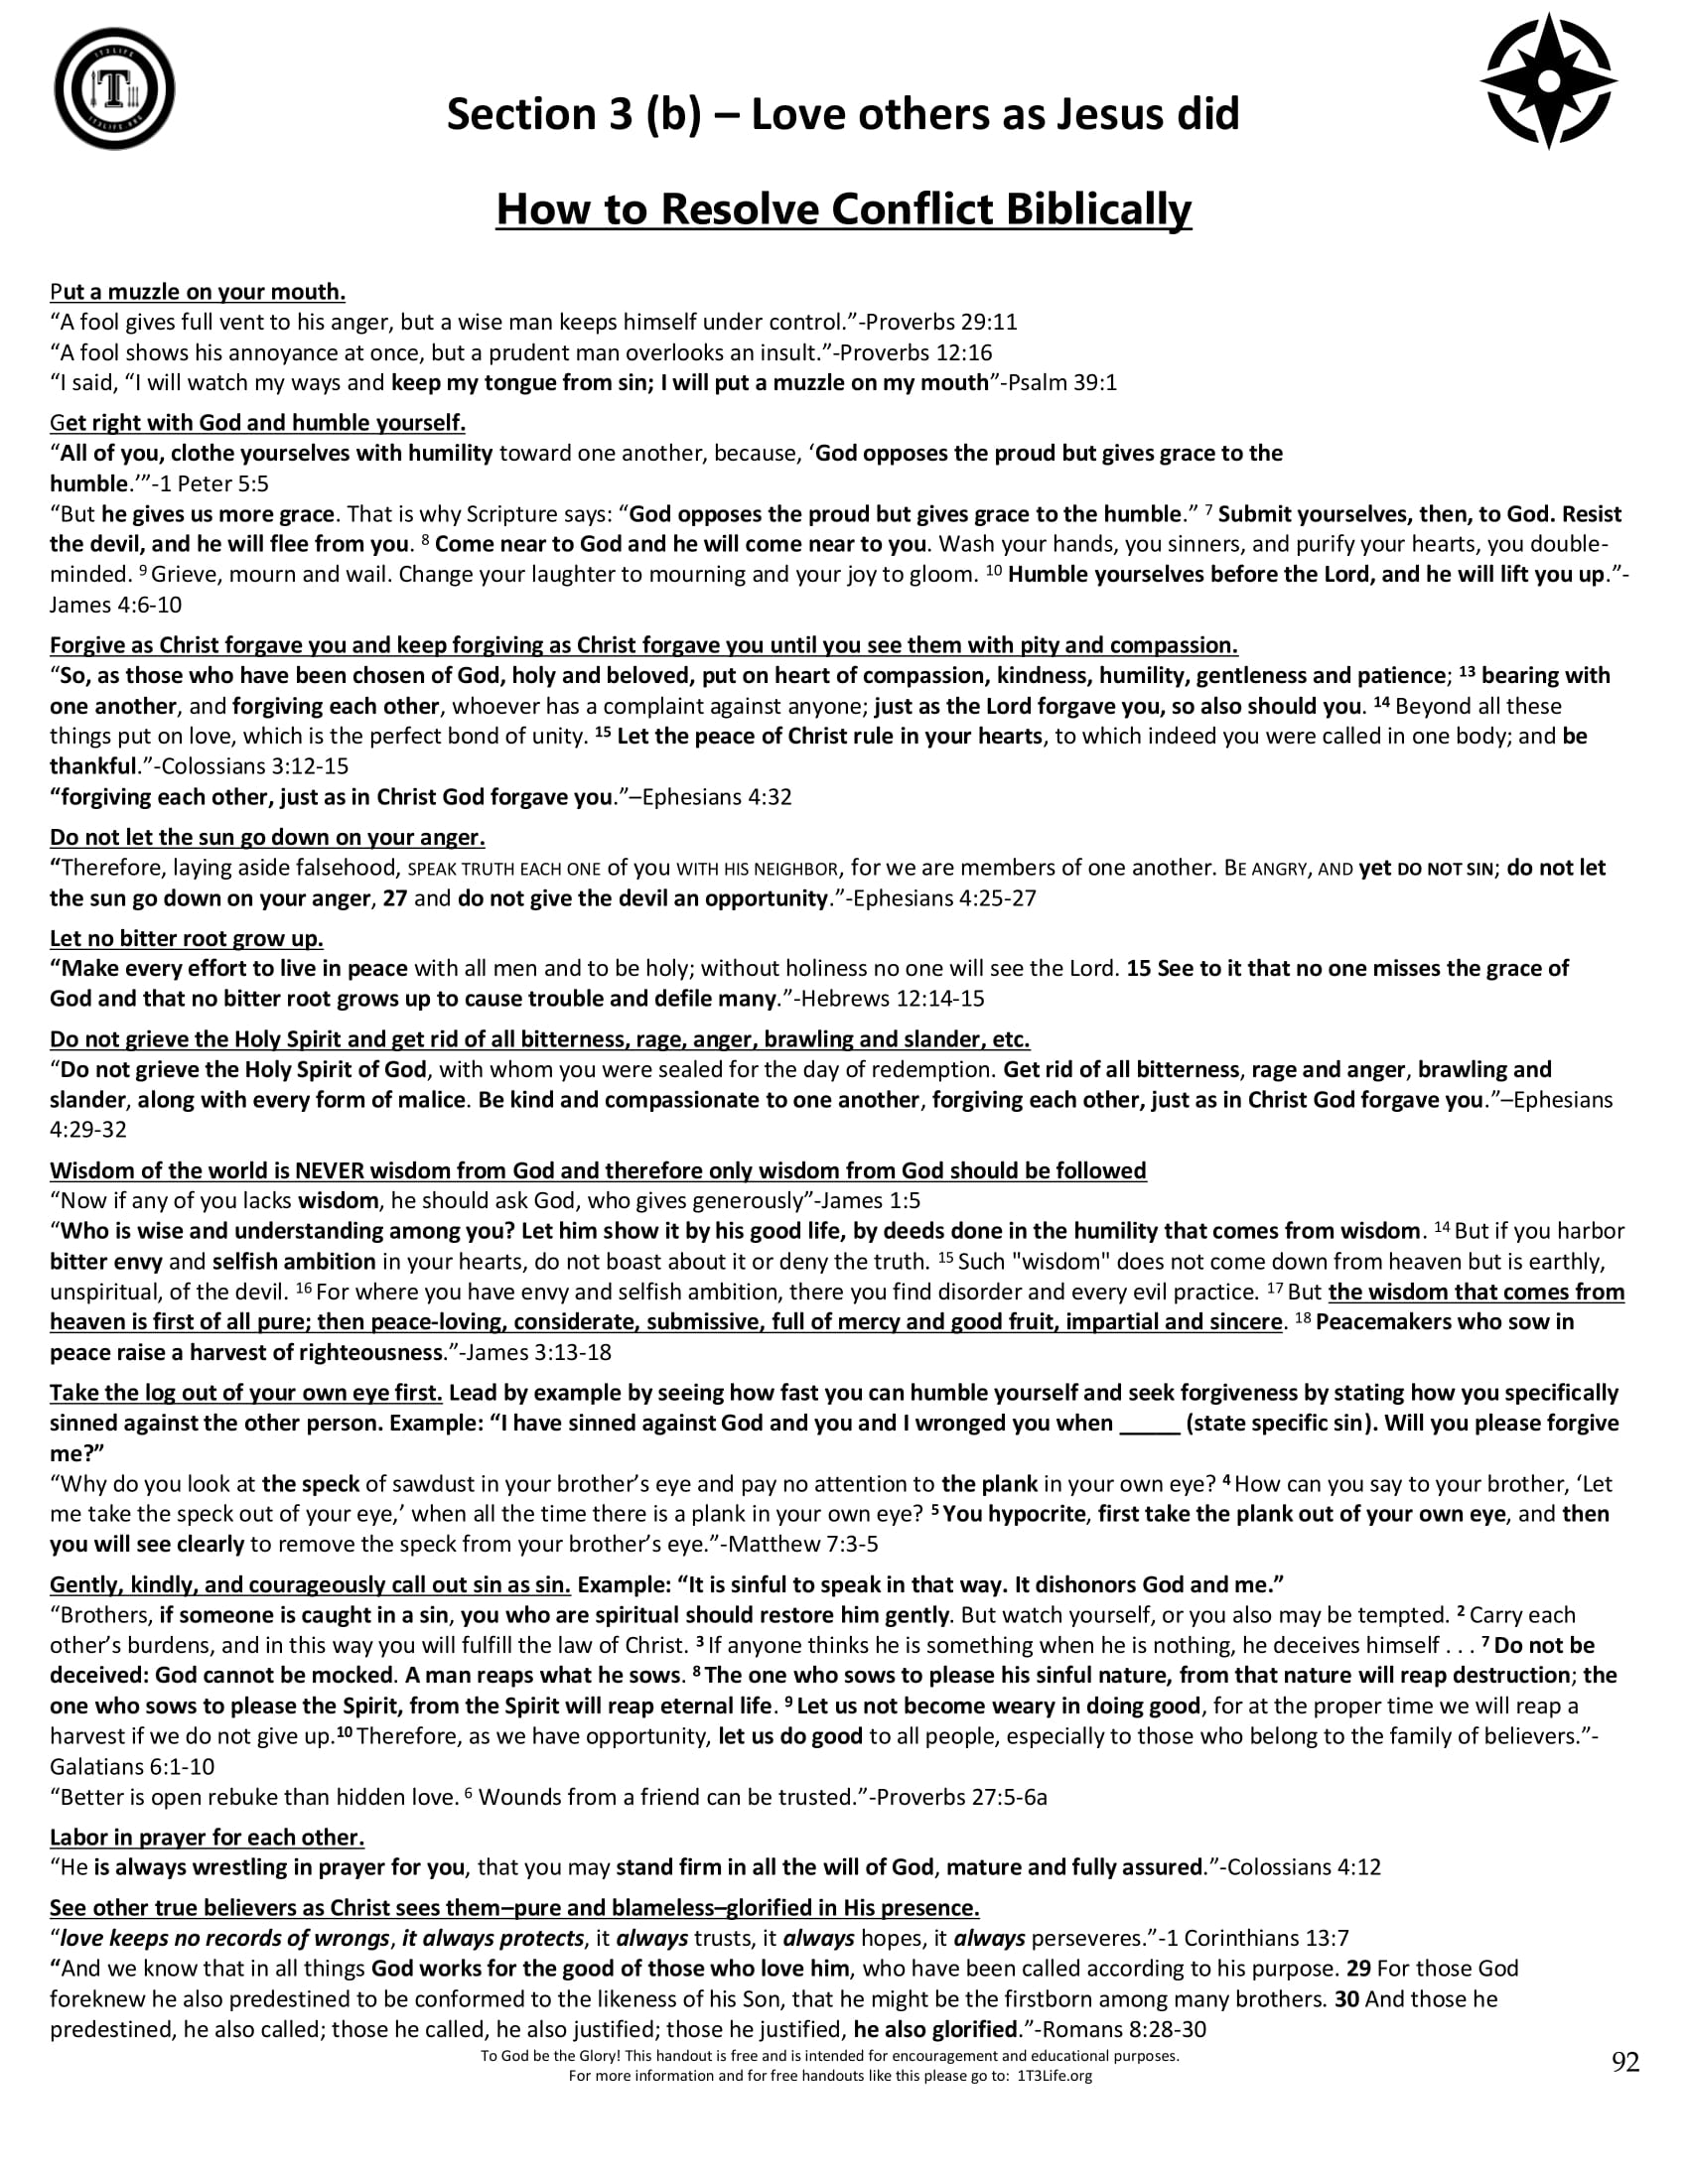 1T3LIFE
T
1T3LIFE.ORG
Section 3 (b) – Love others as Jesus did
How to Resolve Conflict Biblically
Put a muzzle on your mouth.
“A fool gives full vent to his anger, but a wise man keeps himself under control.”-Proverbs 29:11
“A fool shows his annoyance at once, but a prudent man overlooks an insult.”-Proverbs 12:16
“I said, “I will watch my ways and keep my tongue from sin; I will put a muzzle on my mouth”-Psalm 39:1
Get right with God and humble yourself.
“All of you, clothe yourselves with humility toward one another, because, ‘God opposes the proud but gives grace to the
humble.’”-1 Peter 5:5
“But he gives us more grace. That is why Scripture says: “God opposes the proud but gives grace to the humble.” 7 Submit yourselves, then, to God. Resist
the devil, and he will flee from you. 8 Come near to God and he will come near to you. Wash your hands, you sinners, and purify your hearts, you double-
minded. 9 Grieve, mourn and wail. Change your laughter to mourning and your joy to gloom. 10 Humble yourselves before the Lord, and he will lift you up.”-
James 4:6-10
Forgive as Christ forgave you and keep forgiving as Christ forgave you until you see them with pity and compassion.
“So, as those who have been chosen of God, holy and beloved, put on heart of compassion, kindness, humility, gentleness and patience; 13 bearing with
one another, and forgiving each other, whoever has a complaint against anyone; just as the Lord forgave you, so also should you. 14 Beyond all these
things put on love, which is the perfect bond of unity. 15 Let the peace of Christ rule in your hearts, to which indeed you were called in one body; and be
thankful.”-Colossians 3:12-15
“forgiving each other, just as in Christ God forgave you.”–Ephesians 4:32
Do not let the sun go down on your anger.
“Therefore, laying aside falsehood, SPEAK TRUTH EACH ONE of you WITH HIS NEIGHBOR, for we are members of one another. BE ANGRY, AND yet DO NOT SIN; do not let
the sun go down on your anger, 27 and do not give the devil an opportunity.”-Ephesians 4:25-27
Let no bitter root grow up.
“Make every effort to live in peace with all men and to be holy; without holiness no one will see the Lord. 15 See to it that no one misses the grace of
God and that no bitter root grows up to cause trouble and defile many.”-Hebrews 12:14-15
Do not grieve the Holy Spirit and get rid of all bitterness, rage, anger, brawling and slander, etc.
“Do not grieve the Holy Spirit of God, with whom you were sealed for the day of redemption. Get rid of all bitterness, rage and anger, brawling and
slander, along with every form of malice. Be kind and compassionate to one another, forgiving each other, just as in Christ God forgave you.”–Ephesians
4:29-32
Wisdom of the world is NEVER wisdom from God and therefore only wisdom from God should be followed
“Now if any of you lacks wisdom, he should ask God, who gives generously”-James 1:5
“Who is wise and understanding among you? Let him show it by his good life, by deeds done in the humility that comes from wisdom. 14 But if you harbor
bitter envy and selfish ambition in your hearts, do not boast about it or deny the truth. 15 Such "wisdom" does not come down from heaven but is earthly,
unspiritual, of the devil. 16 For where you have envy and selfish ambition, there you find disorder and every evil practice. 17 But the wisdom that comes from
heaven is first of all pure; then peace-loving, considerate, submissive, full of mercy and good fruit, impartial and sincere. 18 Peacemakers who sow in
peace raise a harvest of righteousness.”-James 3:13-18
Take the log out of your own eye first. Lead by example by seeing how fast you can humble yourself and seek forgiveness by stating how you specifically
sinned against the other person. Example: “I have sinned against God and you and I wronged you when _____ (state specific sin). Will you please forgive
me?”
“Why do you look at the speck of sawdust in your brother’s eye and pay no attention to the plank in your own eye? 4 How can you say to your brother, ‘Let
me take the speck out of your eye,’ when all the time there is a plank in your own eye? 5 You hypocrite, first take the plank out of your own eye, and then
you will see clearly to remove the speck from your brother’s eye.”-Matthew 7:3-5
Gently, kindly, and courageously call out sin as sin. Example: “It is sinful to speak in that way. It dishonors God and me.”
“Brothers, if someone is caught in a sin, you who are spiritual should restore him gently. But watch yourself, or you also may be tempted. 2 Carry each
other’s burdens, and in this way you will fulfill the law of Christ. 3 If anyone thinks he is something when he is nothing, he deceives himself . . . 7 Do not be
deceived: God cannot be mocked. A man reaps what he sows. 8 The one who sows to please his sinful nature, from that nature will reap destruction; the
one who sows to please the Spirit, from the Spirit will reap eternal life. 9 Let us not become weary in doing good, for at the proper time we will reap a
harvest if we do not give up.10 Therefore, as we have opportunity, let us do good to all people, especially to those who belong to the family of believers.”-
Galatians 6:1-10
“Better is open rebuke than hidden love. 6 Wounds from a friend can be trusted.”-Proverbs 27:5-6a
Labor in prayer for each other.
“He is always wrestling in prayer for you, that you may stand firm in all the will of God, mature and fully assured.”-Colossians 4:12
See other true believers as Christ sees them–pure and blameless–glorified in His presence.
“love keeps no records of wrongs, it always protects, it always trusts, it always hopes, it always perseveres.”-1 Corinthians 13:7
“And we know that in all things God works for the good of those who love him, who have been called according to his purpose. 29 For those God
foreknew he also predestined to be conformed to the likeness of his Son, that he might be the firstborn among many brothers. 30 And those he
predestined, he also called; those he called, he also justified; those he justified, he also glorified.”-Romans 8:28-30
To God be the Glory! This handout is free and is intended for encouragement and educational purposes.
For more information and for free handouts like this please go to: 1T3Life.org
92